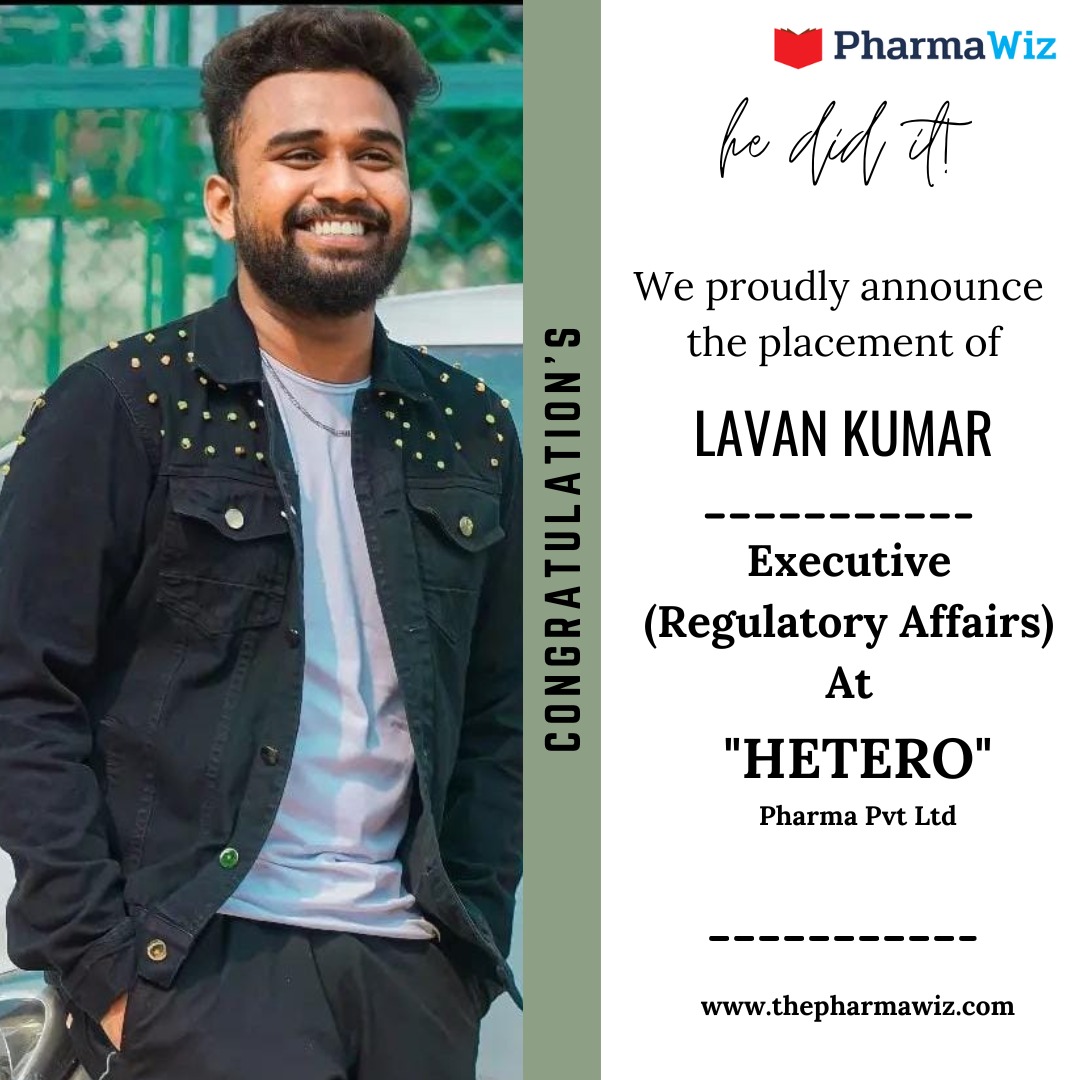 PharmaWiz
he did it!
CONGRATULATION'S
We proudly announce
the placement of
LAVAN KUMAR
Executive
(Regulatory Affairs)
At
"HETERO"
Pharma Pvt Ltd
www.thepharmawiz.com